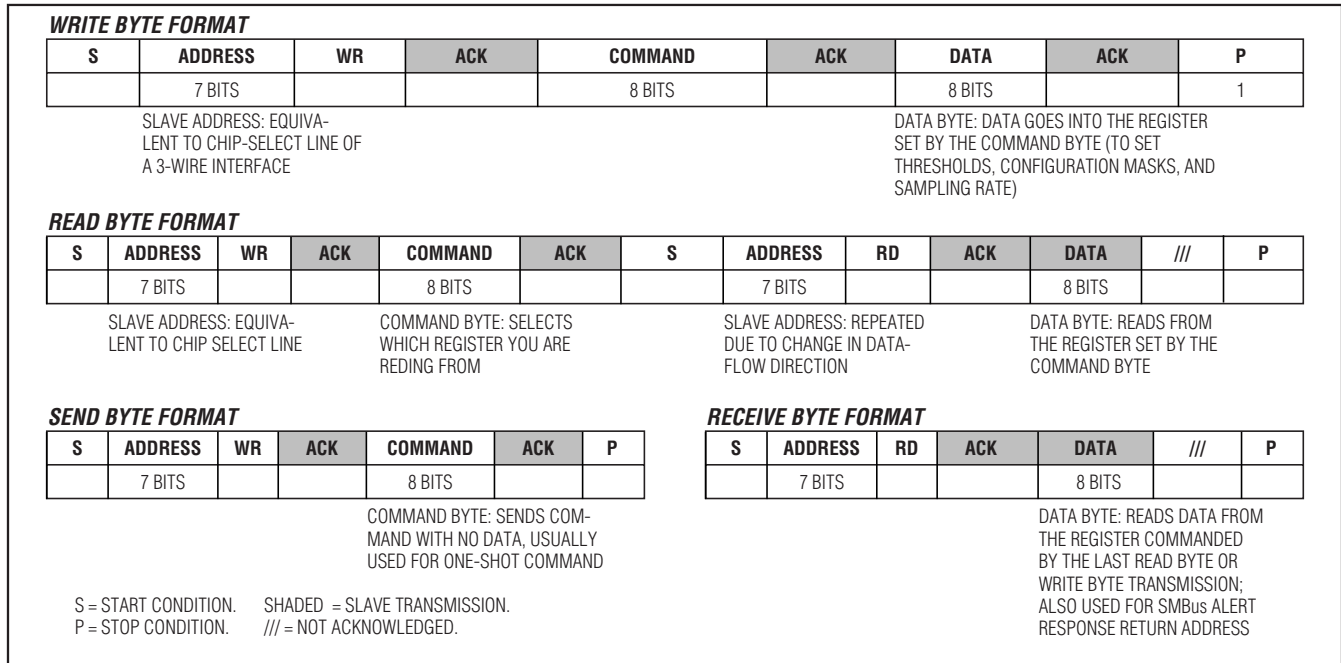 WRITE BYTE FORMAT
S ADDRESS WR ACK COMMAND ACK DATA ACK P
7 BITS 8 BITS 8 BITS 1
SLAVE ADDRESS: EQUIVA-
LENT TO CHIP-SELECT LINE OF
A 3-WIRE INTERFACE
DATA BYTE: DATA GOES INTO THE REGISTER
SET BY THE COMMAND BYTE (TO SET
THRESHOLDS, CONFIGURATION MASKS, AND
SAMPLING RATE)
READ BYTE FORMAT
S ADDRESS WR ACK COMMAND ACK S ADDRESS RD ACK DATA /// P
7 BITS 8 BITS 7 BITS 8 BITS
SLAVE ADDRESS: EQUIVA-
LENT TO CHIP SELECT LINE
COMMAND BYTE: SELECTS
WHICH REGISTER YOU ARE
REDING FROM
SLAVE ADDRESS: REPEATED
DUE TO CHANGE IN DATA-
FLOW DIRECTION
DATA BYTE: READS FROM
THE REGISTER SET BY THE
COMMAND BYTE
SEND BYTE FORMAT
S ADDRESS WR ACK COMMAND ACK P
7 BITS 8 BITS
COMMAND BYTE: SENDS COM-
MAND WITH NO DATA, USUALLY
USED FOR ONE-SHOT COMMAND
RECEIVE BYTE FORMAT
S ADDRESS RD ACK DATA /// P
7 BITS 8 BITS
DATA BYTE: READS DATA FROM
THE REGISTER COMMANDED
BY THE LAST READ BYTE OR
WRITE BYTE TRANSMISSION;
ALSO USED FOR SMBus ALERT
RESPONSE RETURN ADDRESS
S = START CONDITION. SHADED = SLAVE TRANSMISSION.
P = STOP CONDITION. /// = NOT ACKNOWLEDGED.